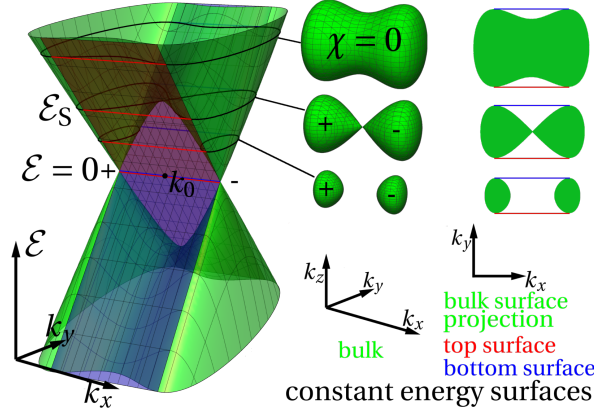 χ = 0
ℰ_S
+ -
ℰ = 0 + k₀ -
+ -
ℰ
k_y
k_x
k_z
k_y
k_x
bulk
k_y
k_x
bulk surface
projection
top surface
bottom surface
constant energy surfaces